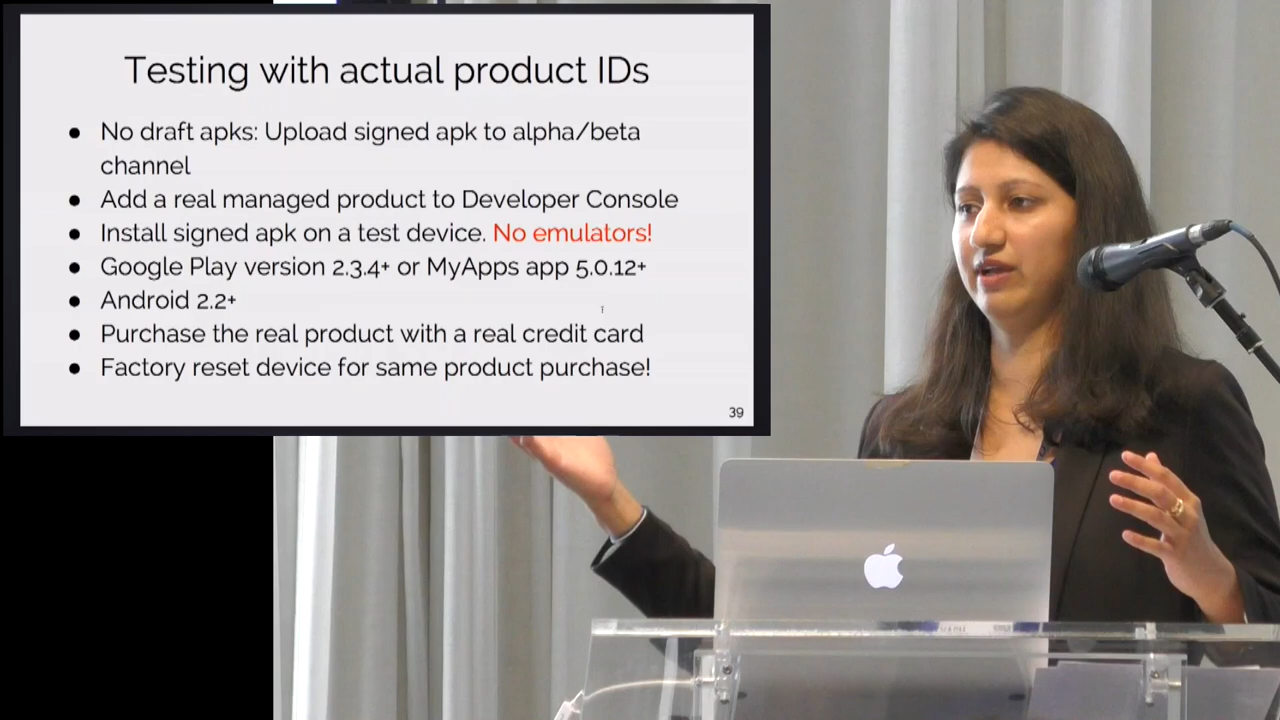 Testing with actual product IDs
● No draft apks: Upload signed apk to alpha/beta
channel
● Add a real managed product to Developer Console
● Install signed apk on a test device. No emulators!
● Google Play version 2.3.4+ or MyApps app 5.0.12+
● Android 2.2+
● Purchase the real product with a real credit card
● Factory reset device for same product purchase!
39